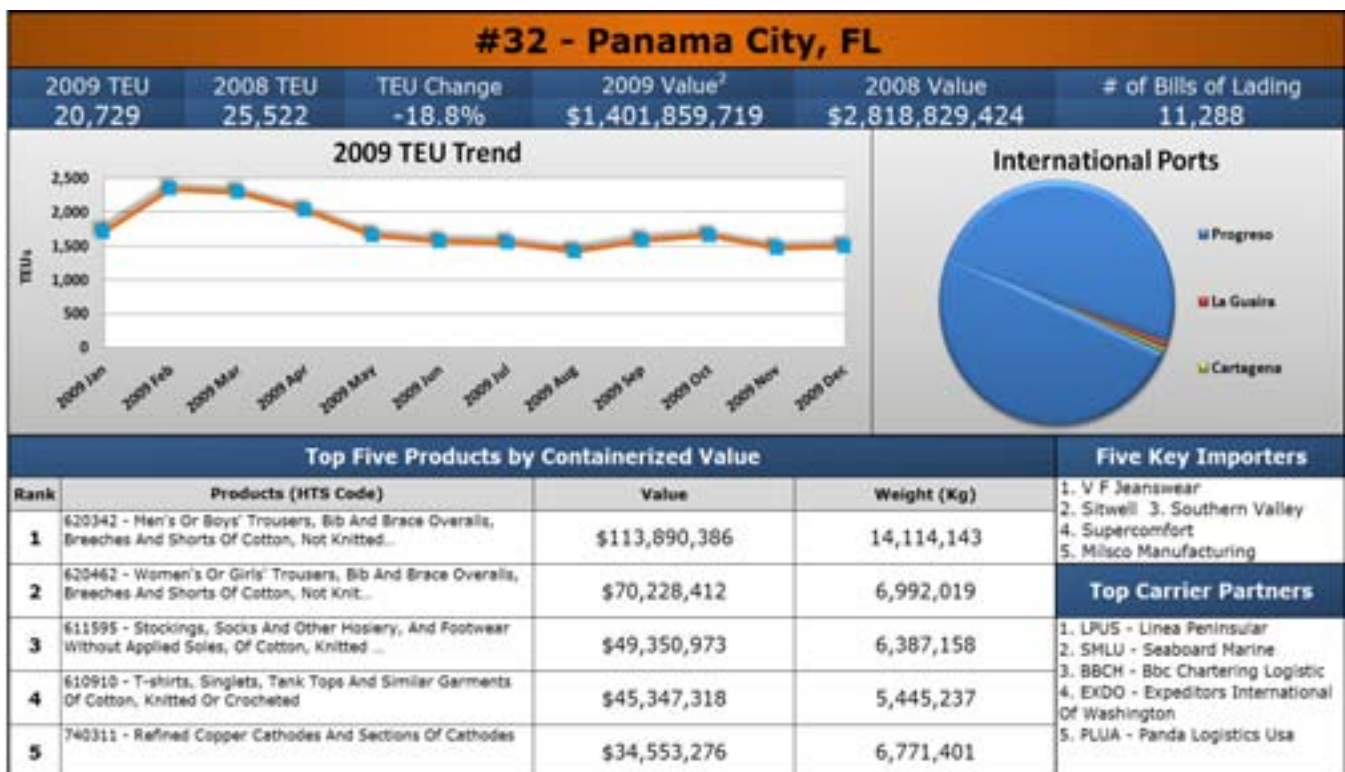 #32 - Panama City, FL
2009 TEU 2008 TEU TEU Change 2009 Value² 2008 Value # of Bills of Lading
20,729 25,522 -18.8% $1,401,859,719 $2,818,829,424 11,288
2009 TEU Trend
2,500
2,000
1,500
1,000
500
0
TEUs
2009 Jan 2009 Feb 2009 Mar 2009 Apr 2009 May 2009 Jun 2009 Jul 2009 Aug 2009 Sep 2009 Oct 2009 Nov 2009 Dec
International Ports
Progreso
La Guaira
Cartagena
Top Five Products by Containerized Value
Rank Products (HTS Code) Value Weight (Kg)
1 620342 - Men's Or Boys' Trousers, Bib And Brace Overalls,
Breeches And Shorts Of Cotton, Not Knitted... $113,890,386 14,114,143
2 620462 - Women's Or Girls' Trousers, Bib And Brace Overalls,
Breeches And Shorts Of Cotton, Not Knit... $70,228,412 6,992,019
3 611595 - Stockings, Socks And Other Hosiery, And Footwear
Without Applied Soles, Of Cotton, Knitted ... $49,350,973 6,387,158
4 610910 - T-shirts, Singlets, Tank Tops And Similar Garments
Of Cotton, Knitted Or Crocheted $45,347,318 5,445,237
5 740311 - Refined Copper Cathodes And Sections Of Cathodes $34,553,276 6,771,401
Five Key Importers
1. V F Jeanswear
2. Sitwell 3. Southern Valley
4. Supercomfort
5. Milsco Manufacturing
Top Carrier Partners
1. LPUS - Linea Peninsular
2. SMLU - Seaboard Marine
3. BBCH - Bbc Chartering Logistic
4. EXDO - Expeditors International
Of Washington
5. PLUA - Panda Logistics Usa